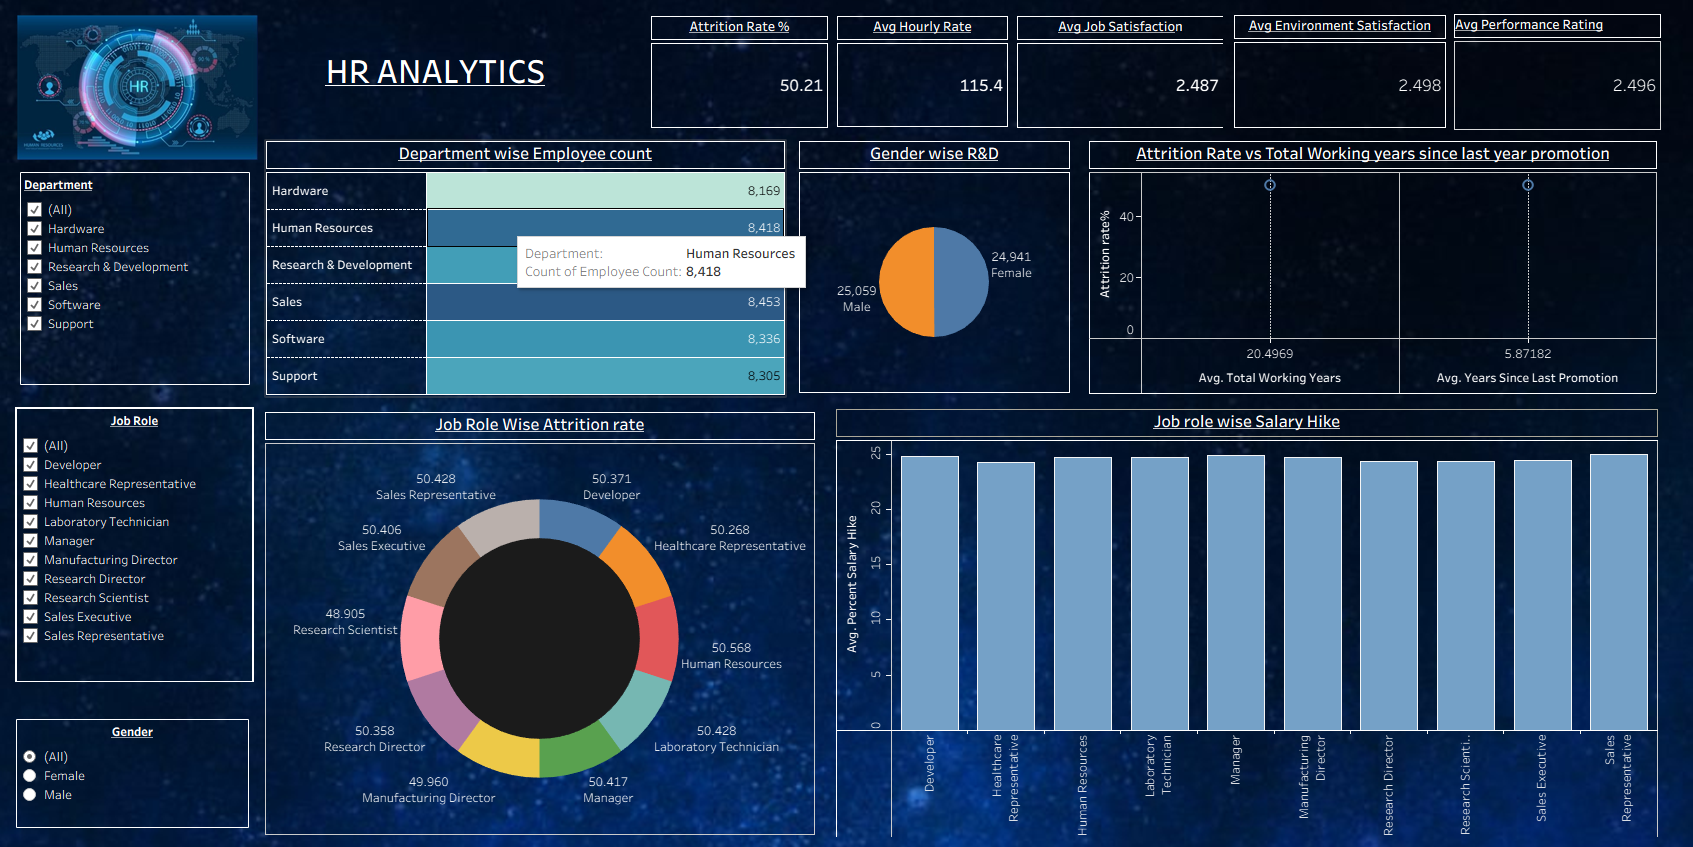 HR
HUMAN RESOURCES
HR ANALYTICS
Attrition Rate %
50.21
Avg Hourly Rate
115.4
Avg Job Satisfaction
2.487
Avg Environment Satisfaction
2.498
Avg Performance Rating
2.496
Department
(All)
Hardware
Human Resources
Research & Development
Sales
Software
Support
Department wise Employee count
Hardware 8,169
Human Resources 8,418
Research & Development
Sales 8,453
Software 8,336
Support 8,305
Department: Human Resources
Count of Employee Count: 8,418
Gender wise R&D
24,941
Female
25,059
Male
Attrition Rate vs Total Working years since last year promotion
Attrition rate%
40
20
0
20.4969
5.87182
Avg. Total Working Years
Avg. Years Since Last Promotion
Job Role
(All)
Developer
Healthcare Representative
Human Resources
Laboratory Technician
Manager
Manufacturing Director
Research Director
Research Scientist
Sales Executive
Sales Representative
Gender
(All)
Female
Male
Job Role Wise Attrition rate
50.428
Sales Representative
50.371
Developer
50.406
Sales Executive
50.268
Healthcare Representative
48.905
Research Scientist
50.568
Human Resources
50.358
Research Director
50.428
Laboratory Technician
49.960
Manufacturing Director
50.417
Manager
Job role wise Salary Hike
Avg. Percent Salary Hike
25
20
15
10
5
0
Developer
Healthcare
Representative
Human Resources
Laboratory
Technician
Manager
Manufacturing
Director
Research Director
Research Scienti..
Sales Executive
Sales
Representative